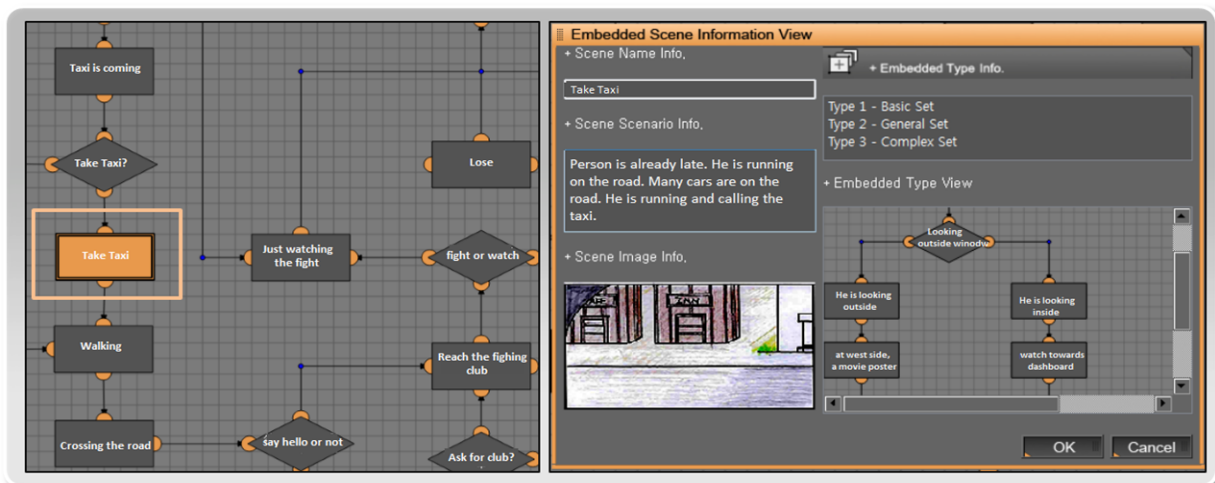 Taxi is coming
Take Taxi?
Lose
Take Taxi
Just watching
the fight
fight or watch
Walking
Reach the fighing
club
Crossing the road
say hello or not
Ask for club?
Embedded Scene Information View
+ Scene Name Info,
Take Taxi
+ Scene Scenario Info,
Person is already late. He is running
on the road. Many cars are on the
road. He is running and calling the
taxi.
+ Scene Image Info,
INN
+ Embedded Type Info.
Type 1 - Basic Set
Type 2 - General Set
Type 3 - Complex Set
+ Embedded Type View
Looking
outside winodw
He is looking
outside
He is looking
inside
at west side,
a movie poster
watch towards
dashboard
OK
Cancel